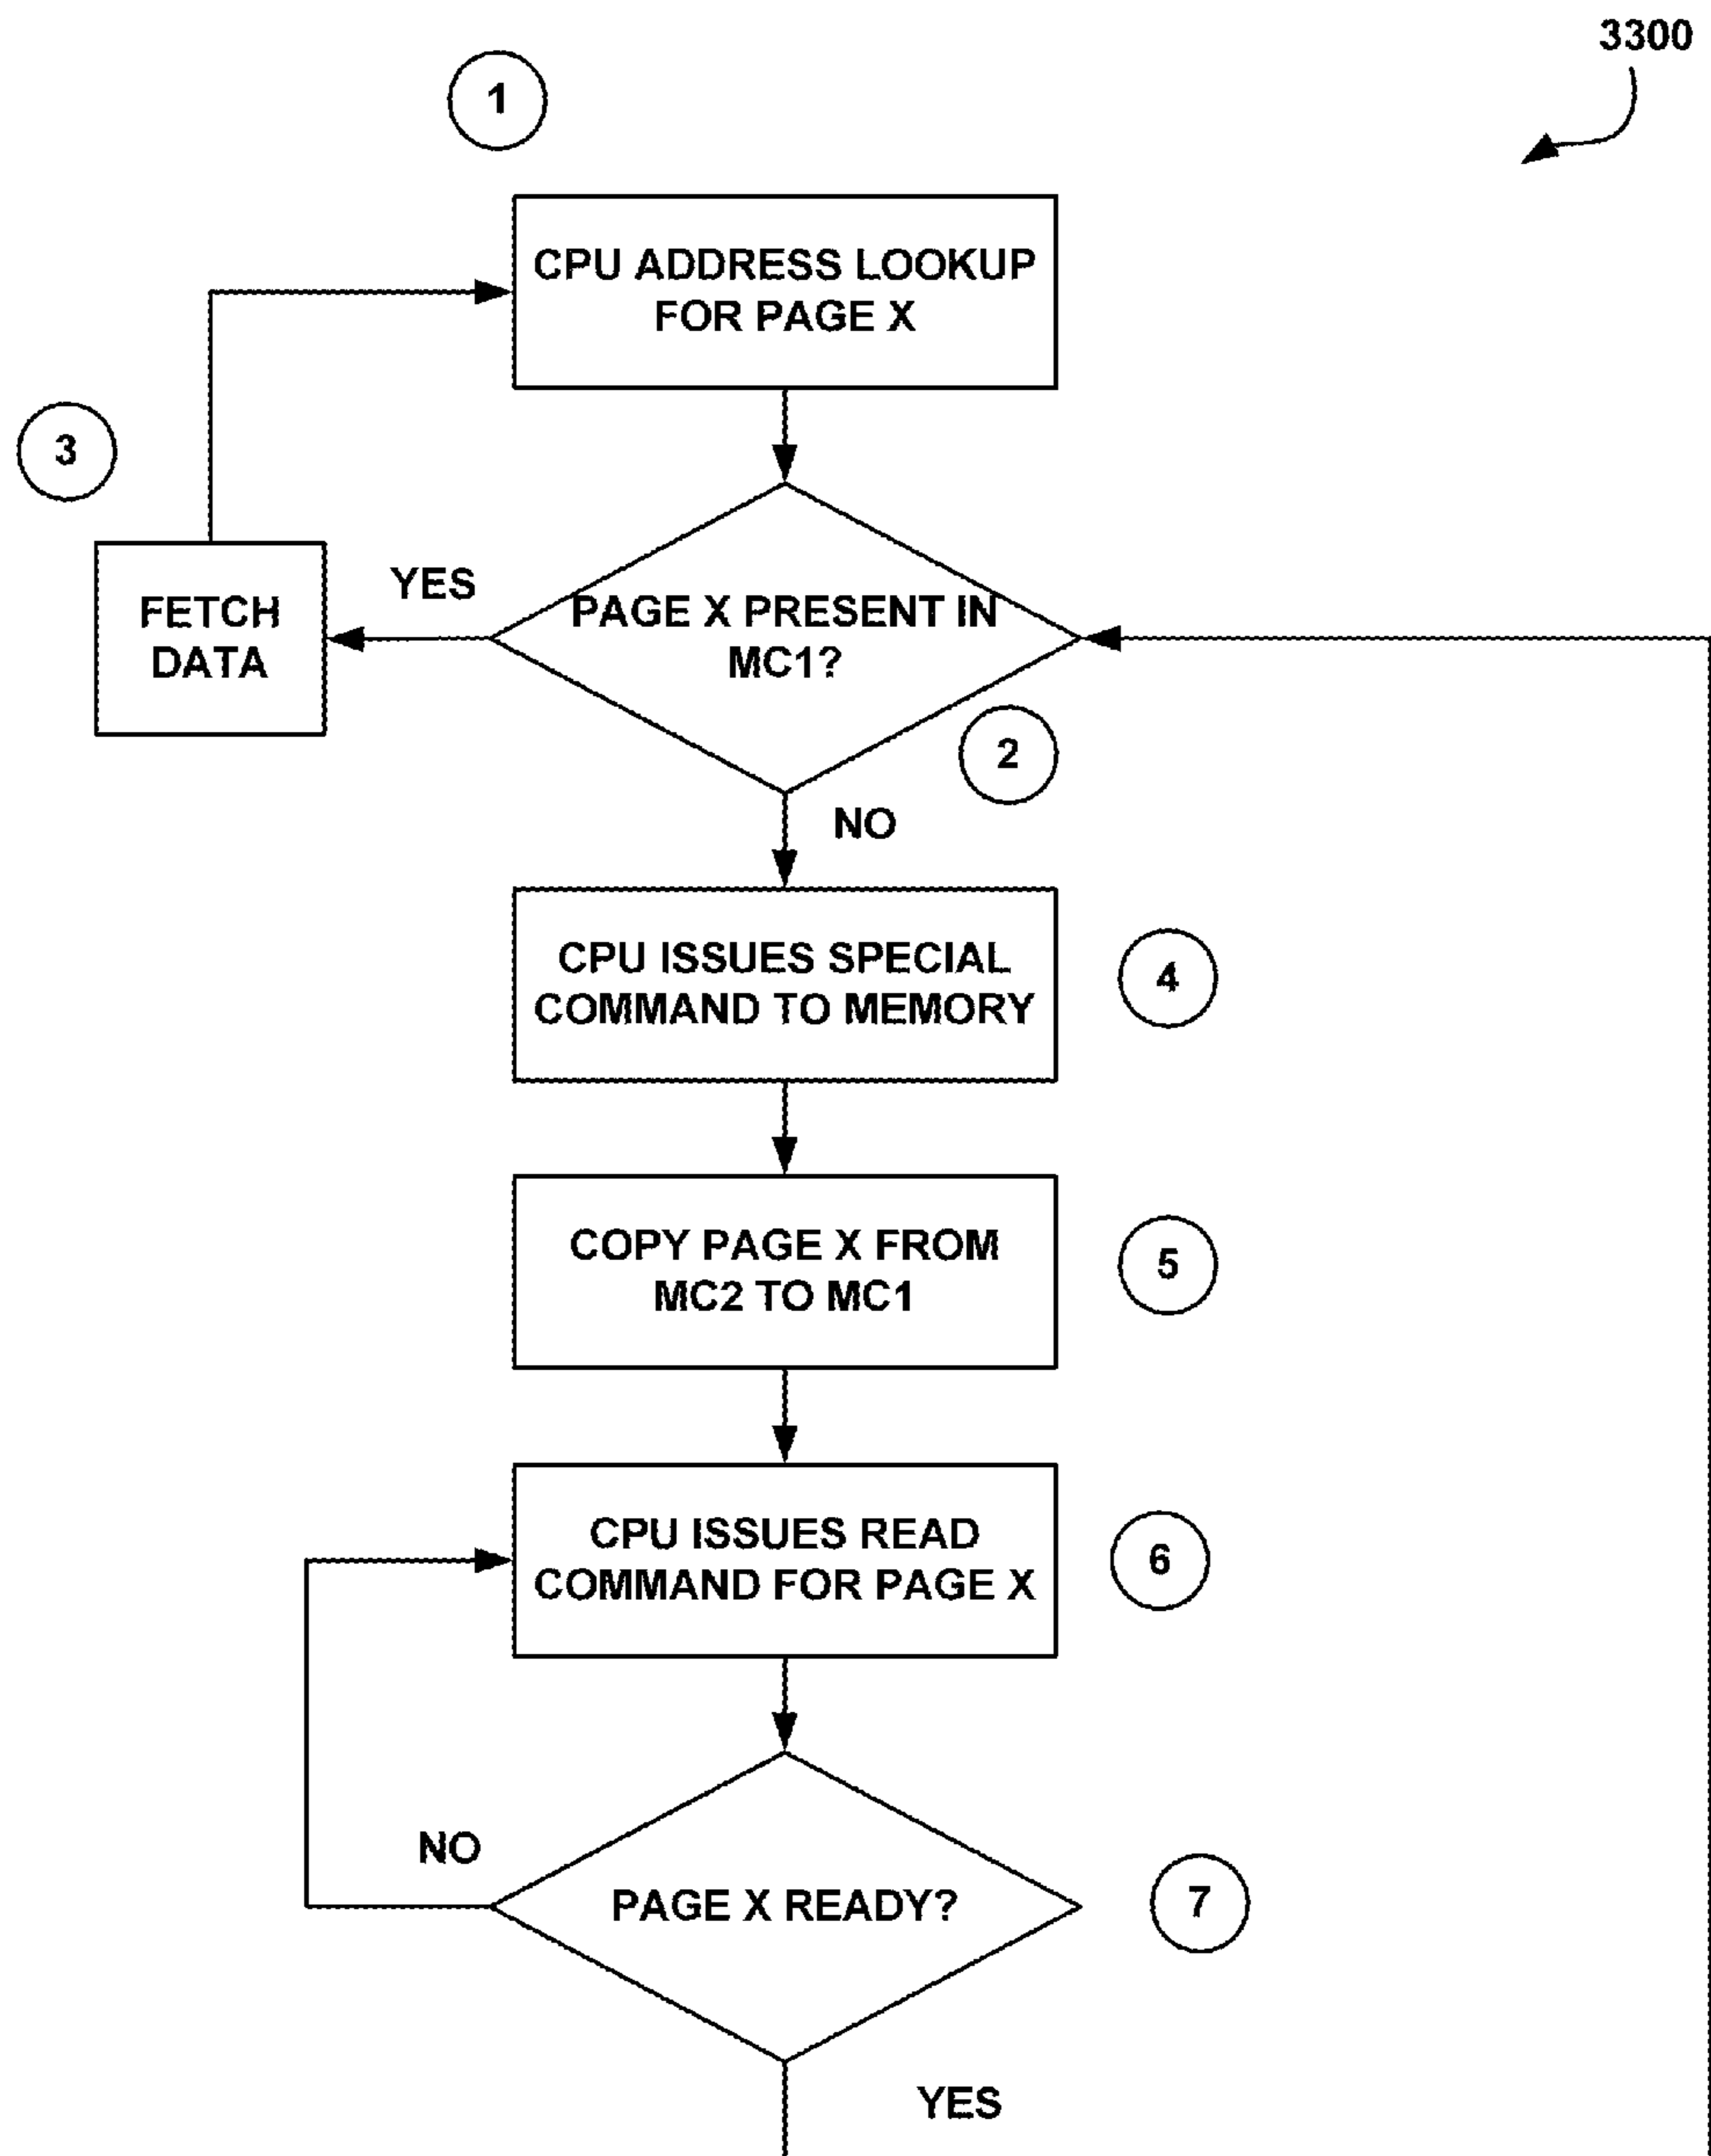 3300
1
CPU ADDRESS LOOKUP
FOR PAGE X
3
YES
FETCH
DATA
PAGE X PRESENT IN
MC1?
2
NO
CPU ISSUES SPECIAL
COMMAND TO MEMORY
4
COPY PAGE X FROM
MC2 TO MC1
5
CPU ISSUES READ
COMMAND FOR PAGE X
6
NO
PAGE X READY?
7
YES